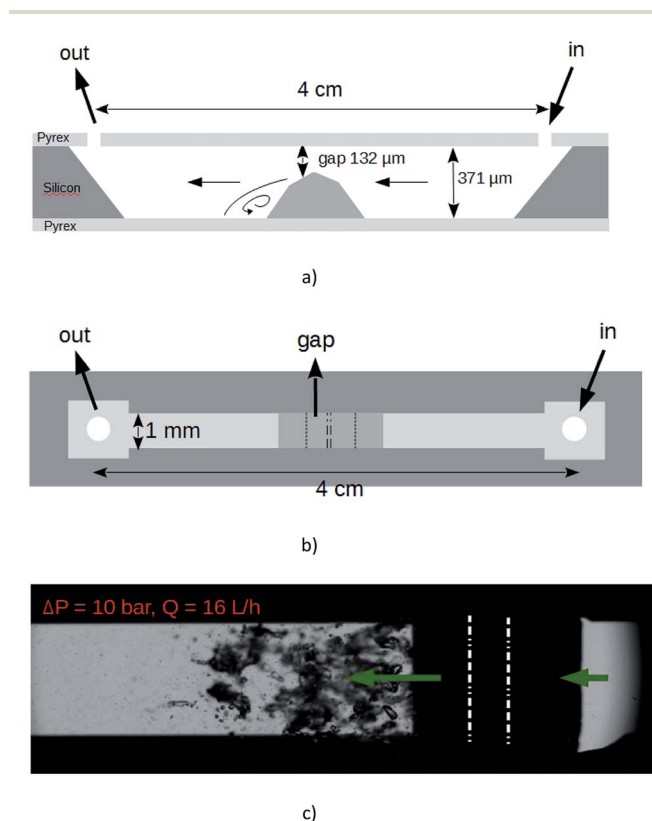 out
in
4 cm
Pyrex
gap 132 µm
371 µm
Silicon
Pyrex
a)
out
gap
in
1 mm
4 cm
b)
ΔP = 10 bar, Q = 16 L/h
c)